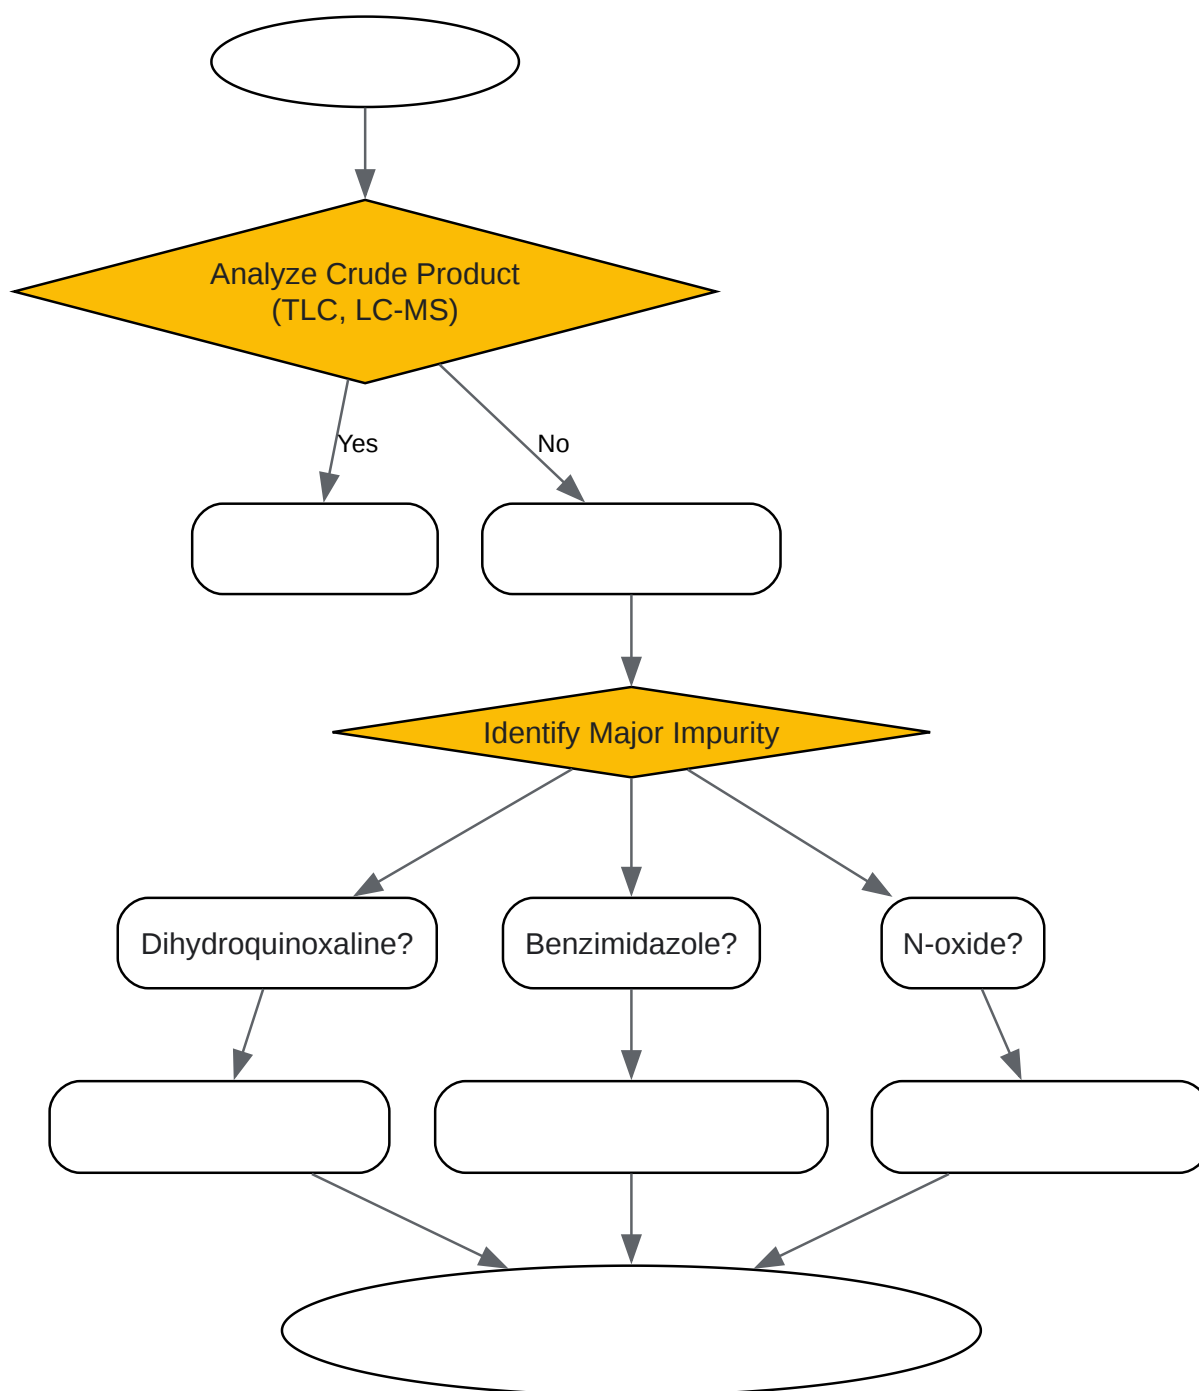 Analyze Crude Product
(TLC, LC-MS)
Yes
No
Identify Major Impurity
Dihydroquinoxaline?
Benzimidazole?
N-oxide?